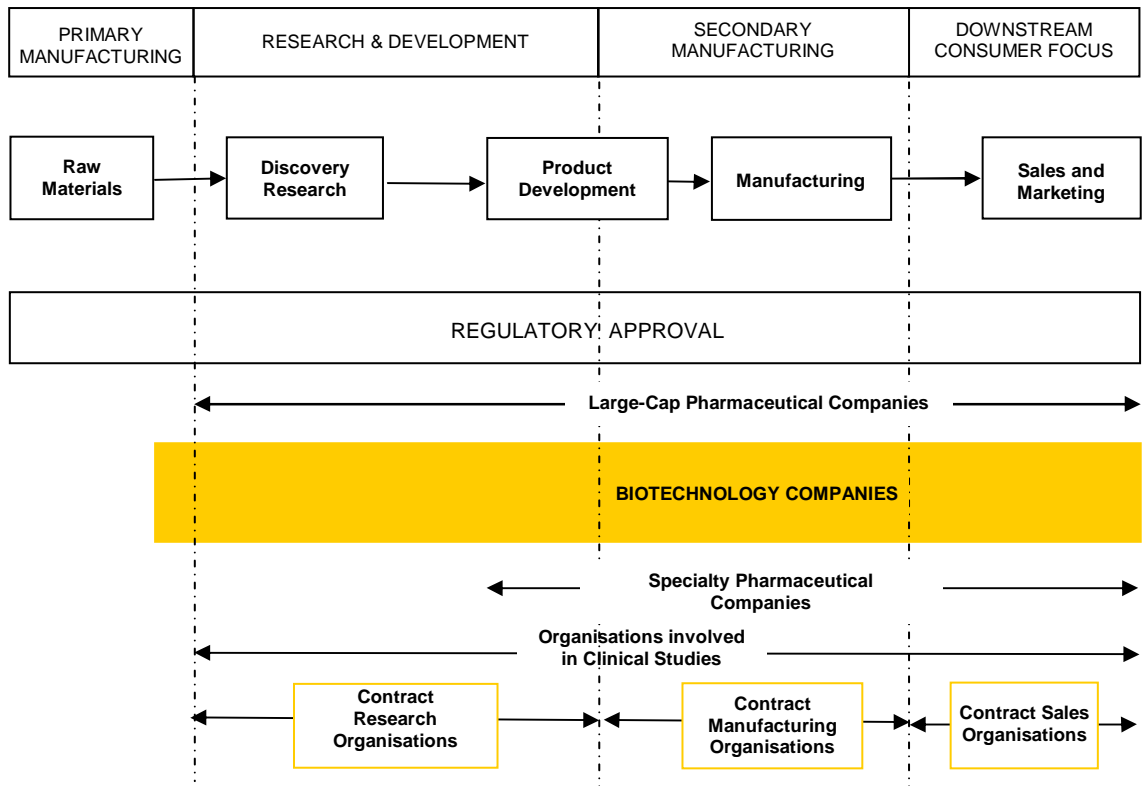 PRIMARY
MANUFACTURING
RESEARCH & DEVELOPMENT
SECONDARY
MANUFACTURING
DOWNSTREAM
CONSUMER FOCUS
Raw
Materials
Discovery
Research
Product
Development
Manufacturing
Sales and
Marketing
REGULATORY APPROVAL
Large-Cap Pharmaceutical Companies
BIOTECHNOLOGY COMPANIES
Specialty Pharmaceutical
Companies
Organisations involved
in Clinical Studies
Contract
Research
Organisations
Contract
Manufacturing
Organisations
Contract Sales
Organisations